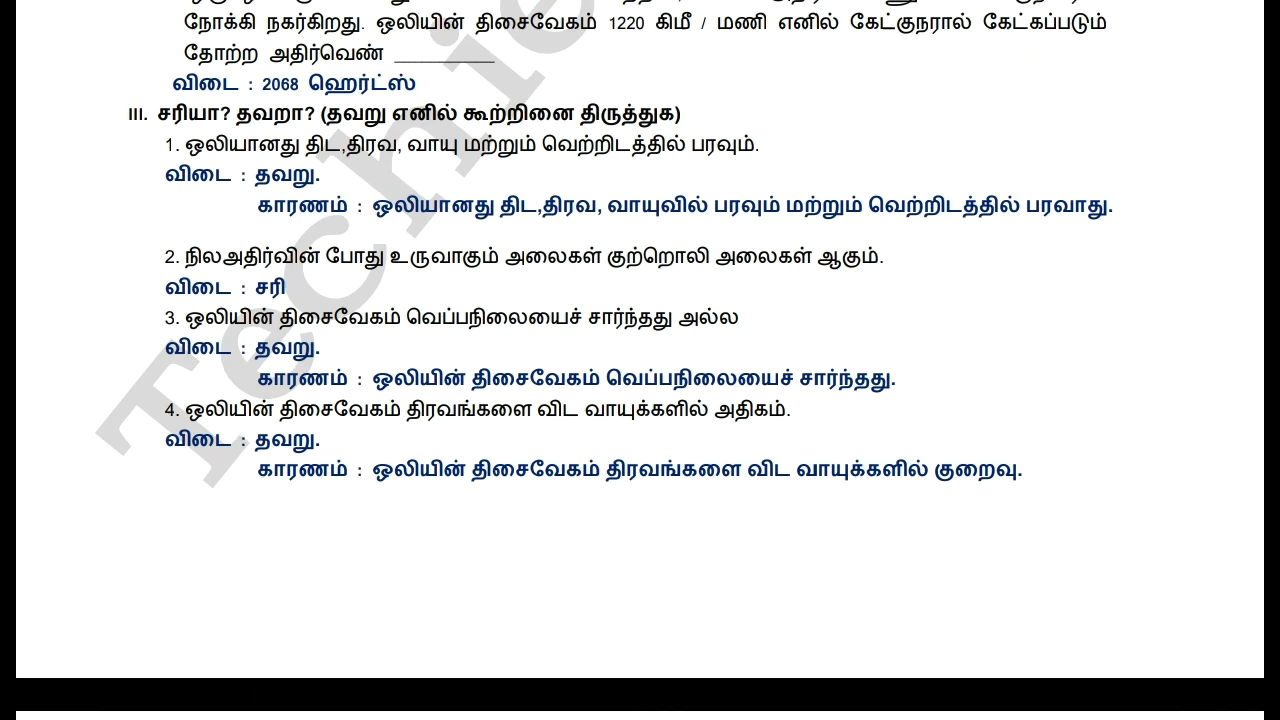 நோக்கி நகர்கிறது. ஒலியின் திசைவேகம் 1220 கிமீ / மணி எனில் கேட்குநரால் கேட்கப்படும்
தோற்ற அதிர்வெண் __________
விடை : 2068 ஹெர்ட்ஸ்
III. சரியா? தவறா? (தவறு எனில் கூற்றினை திருத்துக)
1. ஒலியானது திட,திரவ, வாயு மற்றும் வெற்றிடத்தில் பரவும்.
விடை : தவறு.
காரணம் : ஒலியானது திட,திரவ, வாயுவில் பரவும் மற்றும் வெற்றிடத்தில் பரவாது.
2. நிலஅதிர்வின் போது உருவாகும் அலைகள் குற்றொலி அலைகள் ஆகும்.
விடை : சரி
3. ஒலியின் திசைவேகம் வெப்பநிலையைச் சார்ந்தது அல்ல
விடை : தவறு.
காரணம் : ஒலியின் திசைவேகம் வெப்பநிலையைச் சார்ந்தது.
4. ஒலியின் திசைவேகம் திரவங்களை விட வாயுக்களில் அதிகம்.
விடை : தவறு.
காரணம் : ஒலியின் திசைவேகம் திரவங்களை விட வாயுக்களில் குறைவு.
Techie